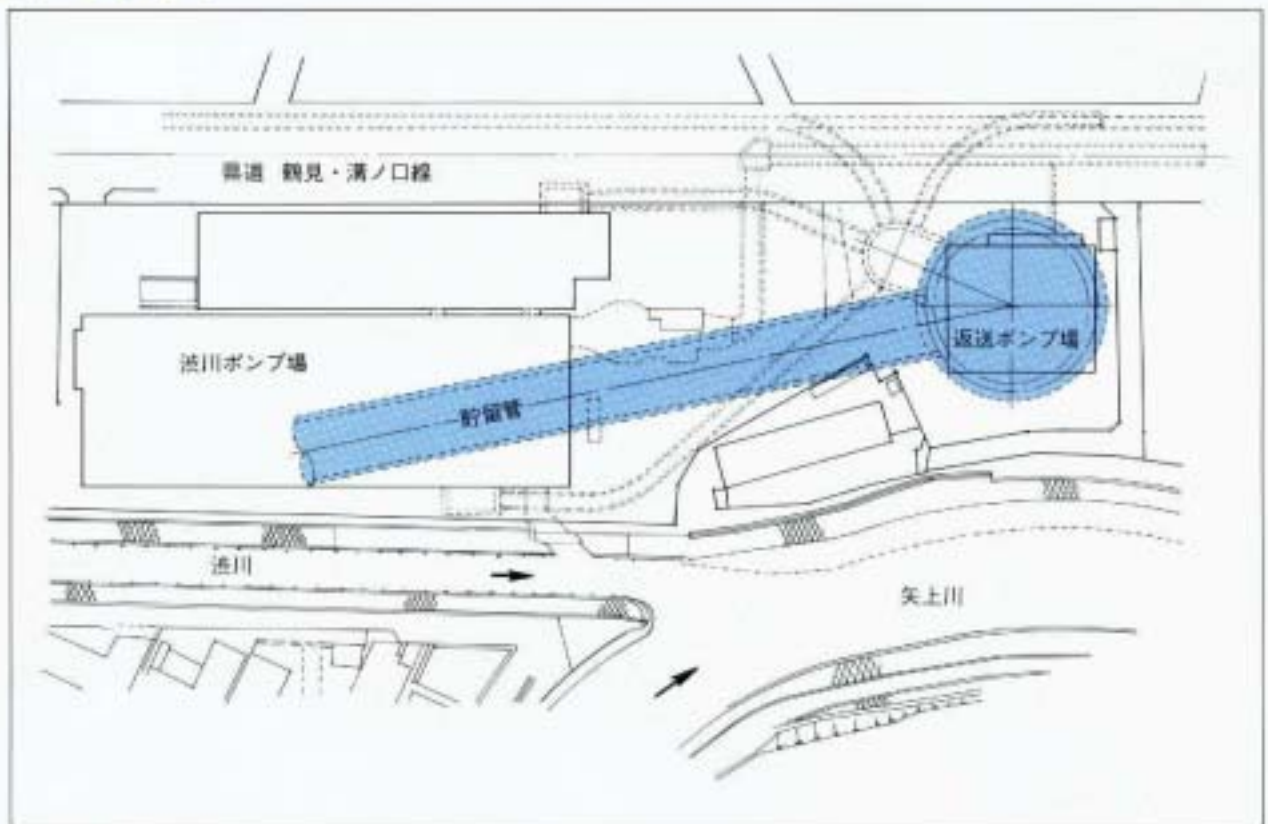 県道 鶴見・溝ノ口線
返送ポンプ場
渋川ポンプ場
貯留管
渋川
矢上川